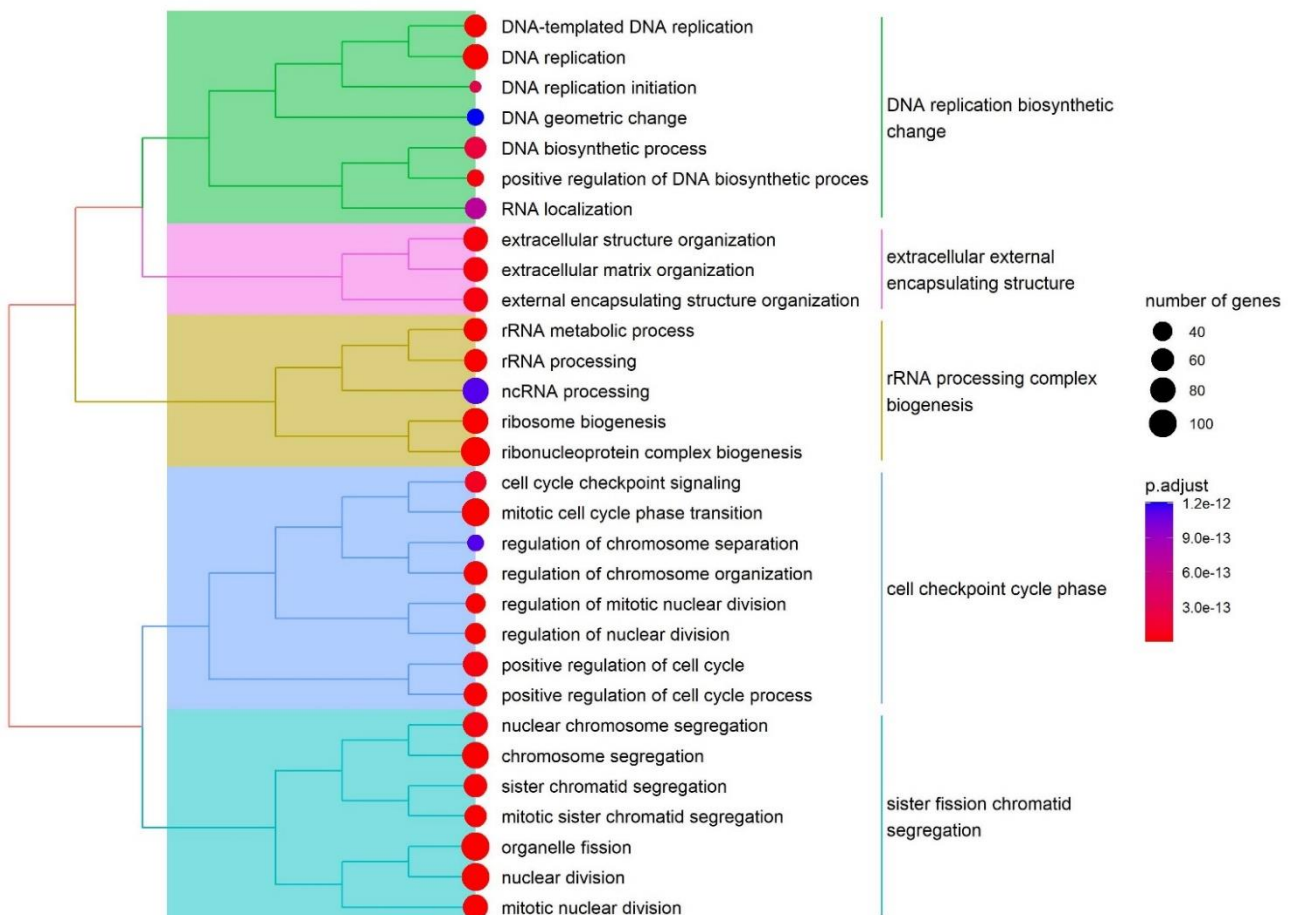 DNA-templated DNA replication
DNA replication
DNA replication initiation
DNA geometric change
DNA biosynthetic process
positive regulation of DNA biosynthetic proces
RNA localization
DNA replication biosynthetic
change
extracellular structure organization
extracellular matrix organization
external encapsulating structure organization
extracellular external
encapsulating structure
rRNA metabolic process
rRNA processing
ncRNA processing
ribosome biogenesis
ribonucleoprotein complex biogenesis
rRNA processing complex
biogenesis
cell cycle checkpoint signaling
mitotic cell cycle phase transition
regulation of chromosome separation
regulation of chromosome organization
regulation of mitotic nuclear division
regulation of nuclear division
positive regulation of cell cycle
positive regulation of cell cycle process
cell checkpoint cycle phase
nuclear chromosome segregation
chromosome segregation
sister chromatid segregation
mitotic sister chromatid segregation
organelle fission
nuclear division
mitotic nuclear division
sister fission chromatid
segregation
number of genes
40
60
80
100
p.adjust
1.2e-12
9.0e-13
6.0e-13
3.0e-13